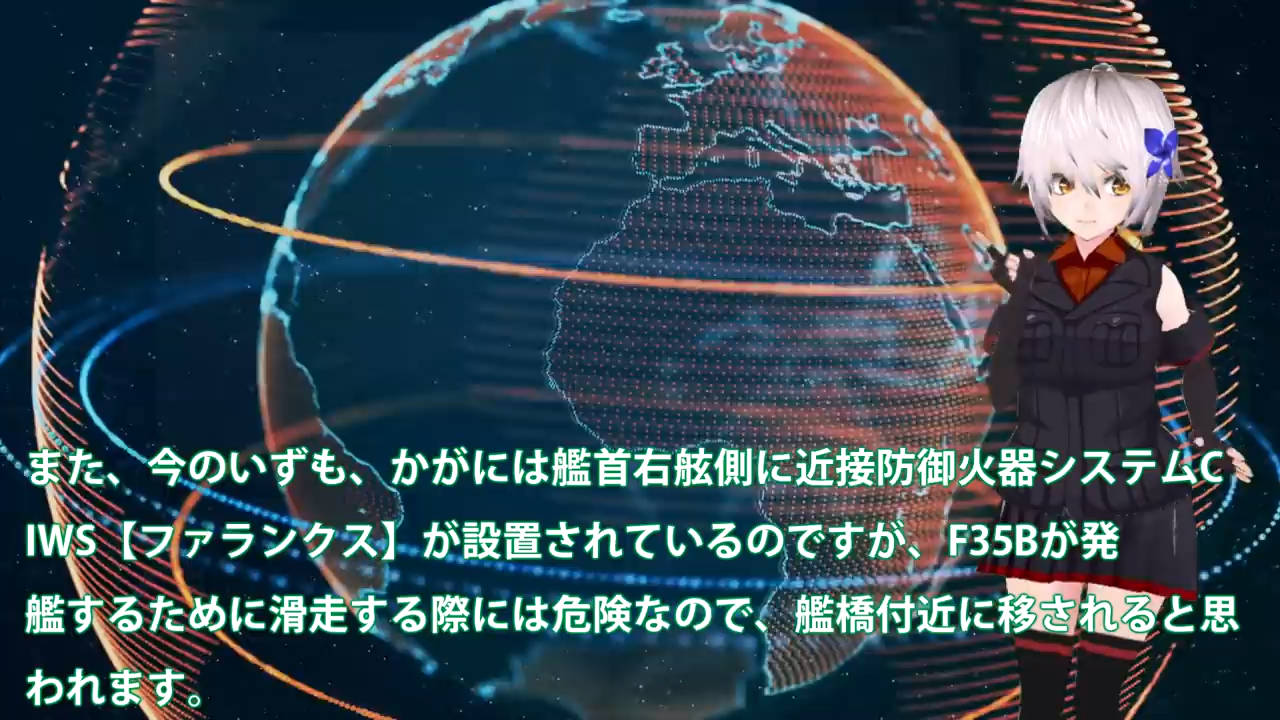 また、今のいずも、かがには艦首右舷側に近接防御火器システムC
IWS【ファランクス】が設置されているのですが、F35Bが発
艦するために滑走する際には危険なので、艦橋付近に移されると思
われます。